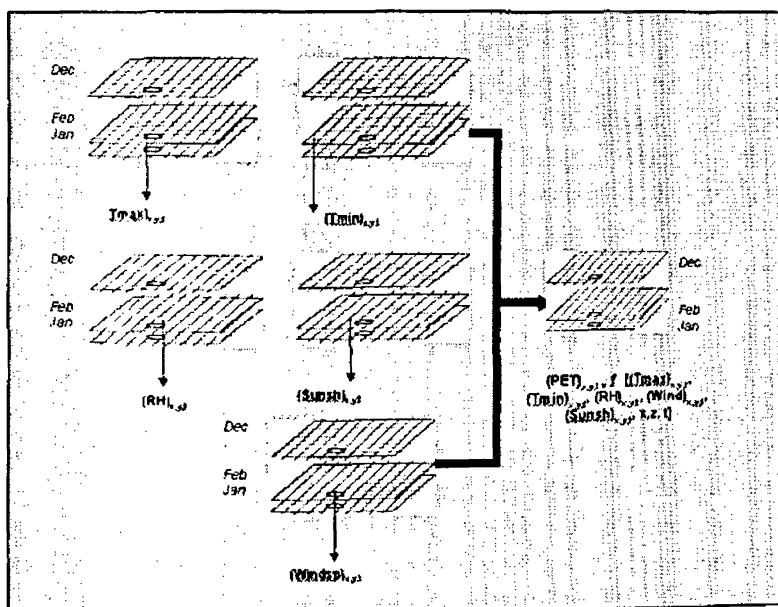 Dec
Feb
Jan
(Tmax)x,y,t
(Tmin)x,y,t
Dec
Feb
Jan
(RH)x,y,t
(Sunsh)x,y,t
Dec
Feb
Jan
(Windsp)x,y,t
Dec
Feb
Jan
(PET)x,y,t = f [(Tmax)x,y,t,
(Tmin)x,y,t, (RH)x,y,t, (Wind)x,y,t,
(Sunsh)x,y,t, x,z,t]